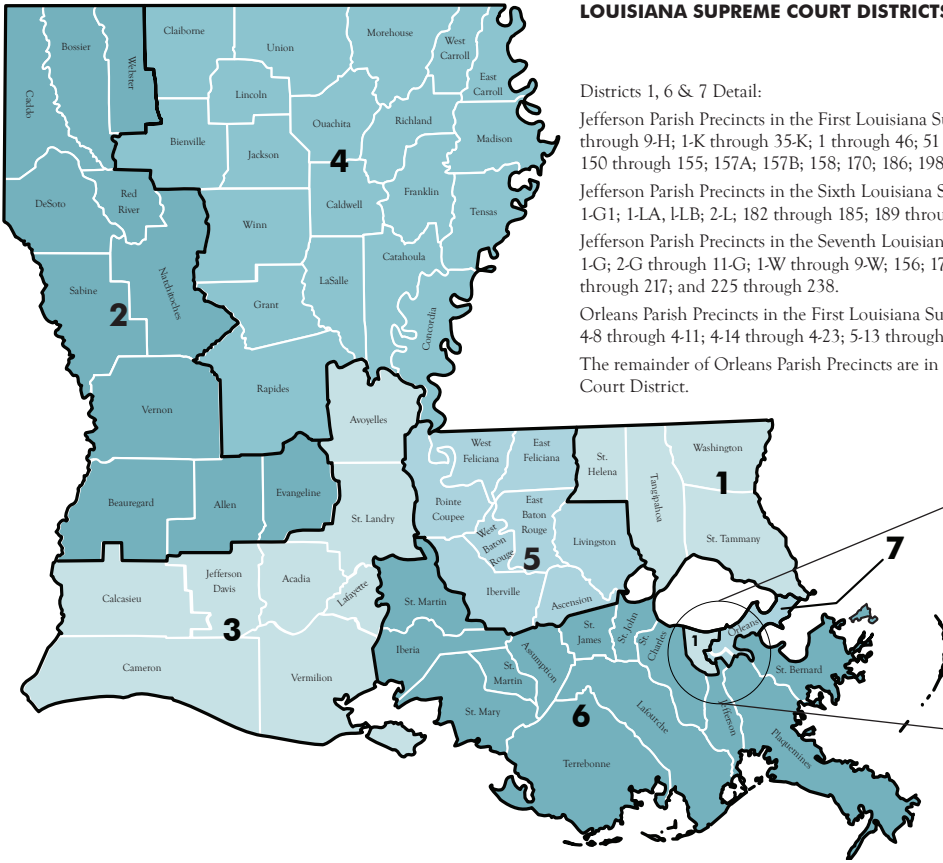 LOUISIANA SUPREME COURT DISTRICTS
Districts 1, 6 & 7 Detail:
Jefferson Parish Precincts in the First Louisiana Su
through 9-H; 1-K through 35-K; 1 through 46; 51
150 through 155; 157A; 157B; 158; 170; 186; 198
Jefferson Parish Precincts in the Sixth Louisiana S
1-G1; 1-LA, l-LB; 2-L; 182 through 185; 189 throu
Jefferson Parish Precincts in the Seventh Louisian
1-G; 2-G through 11-G; 1-W through 9-W; 156; 17
through 217; and 225 through 238.
Orleans Parish Precincts in the First Louisiana Su
4-8 through 4-11; 4-14 through 4-23; 5-13 through
The remainder of Orleans Parish Precincts are in
Court District.
Caddo
Bossier
Webster
Claiborne
Union
Morehouse
West
Carroll
East
Carroll
Lincoln
Ouachita
Richland
Madison
Bienville
Jackson
4
DeSoto
Red
River
Winn
Caldwell
Franklin
Tensas
Sabine
2
Natchitoches
Grant
LaSalle
Catahoula
Concordia
Vernon
Rapides
Avoyelles
Beauregard
Allen
Evangeline
St. Landry
West
Feliciana
East
Feliciana
St.
Helena
Tangipahoa
Washington
1
Pointe
Coupee
East
Baton
Rouge
West
Baton
Rouge
5
Livingston
St. Tammany
7
Calcasieu
Jefferson
Davis
Acadia
Lafayette
3
St. Martin
Iberville
Ascension
Cameron
Vermilion
Iberia
St.
Martin
Assumption
St.
James
St. John
St.
Charles
1
Orleans
St. Bernard
St. Mary
6
Lafourche
Jefferson
Plaquemines
Terrebonne